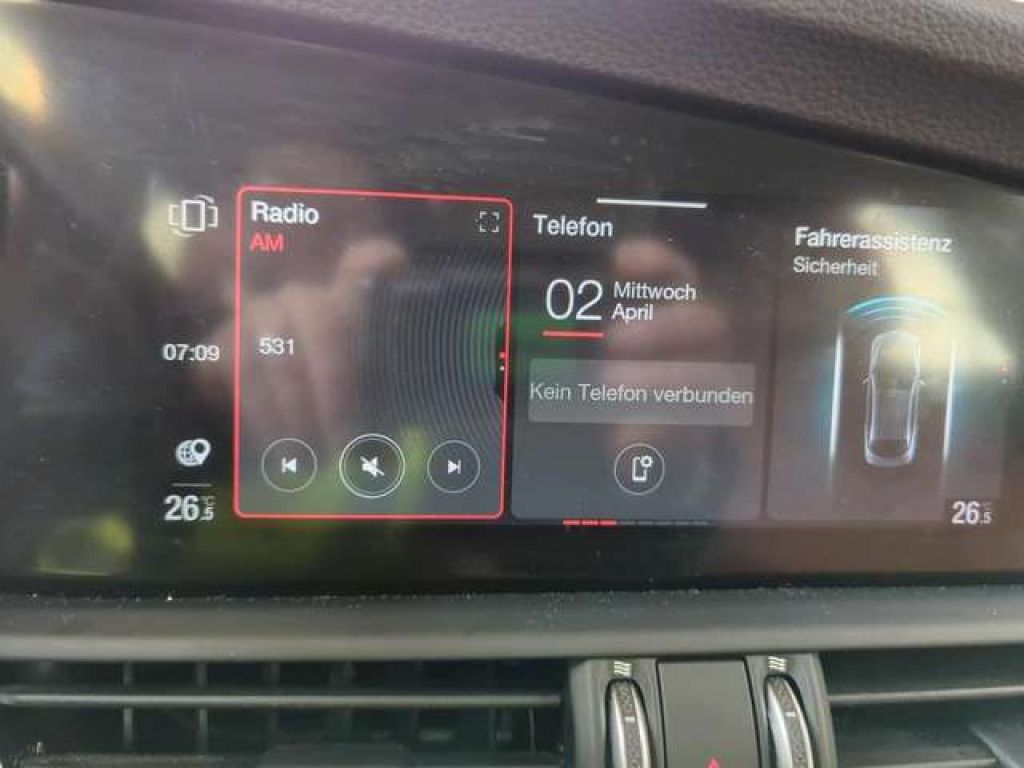 Radio
AM
531
07:09
26.5
Telefon
02
Mittwoch
April
Kein Telefon verbunden
Fahrerassistenz
Sicherheit
26.5